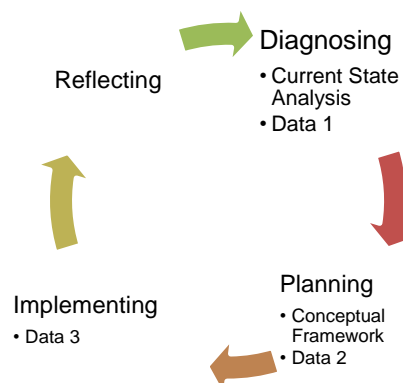 Diagnosing
• Current State
Analysis
• Data 1
Planning
• Conceptual
Framework
• Data 2
Implementing
• Data 3
Reflecting